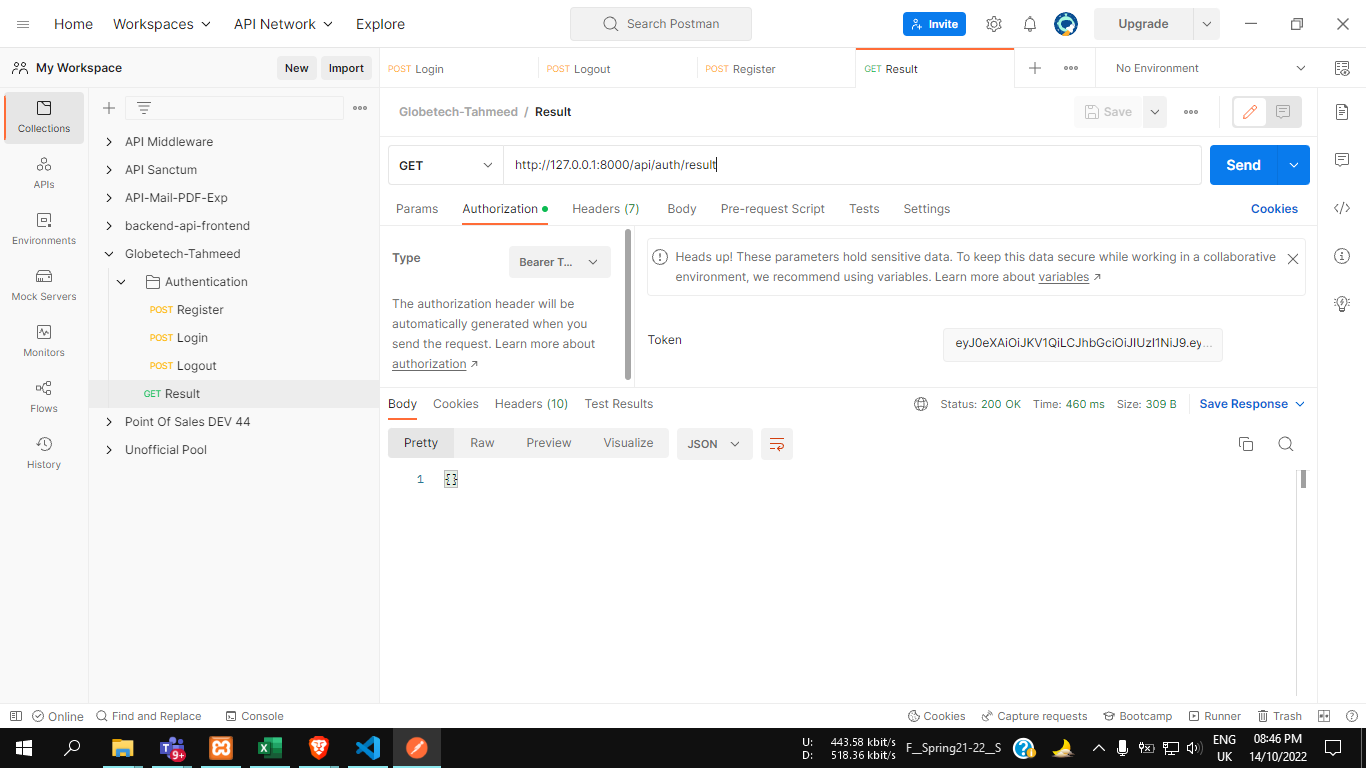 Home Workspaces API Network Explore Search Postman Invite Upgrade
My Workspace New Import
POST Login POST Logout POST Register GET Result + No Environment
Collections
APIs
Environments
Mock Servers
Monitors
Flows
History
API Middleware
API Sanctum
API-Mail-PDF-Exp
backend-api-frontend
Globetech-Tahmeed
Authentication
POST Register
POST Login
POST Logout
GET Result
Point Of Sales DEV 44
Unofficial Pool
Globetech-Tahmeed / Result Save
GET http://127.0.0.1:8000/api/auth/result Send
Params Authorization Headers (7) Body Pre-request Script Tests Settings Cookies
Type Bearer T...
The authorization header will be
automatically generated when you
send the request. Learn more about
authorization ↗
Heads up! These parameters hold sensitive data. To keep this data secure while working in a collaborative
environment, we recommend using variables. Learn more about variables ↗
Token eyJ0eXAiOiJKV1QiLCJhbGciOiJIUzI1NiJ9.ey...
Body Cookies Headers (10) Test Results Status: 200 OK Time: 460 ms Size: 309 B Save Response
Pretty Raw Preview Visualize JSON
1 {}
Online Find and Replace Console Cookies Capture requests Bootcamp Runner Trash
9+
U: 443.58 kbit/s
D: 518.36 kbit/s
F__Spring21-22__S
ENG
UK
08:46 PM
14/10/2022